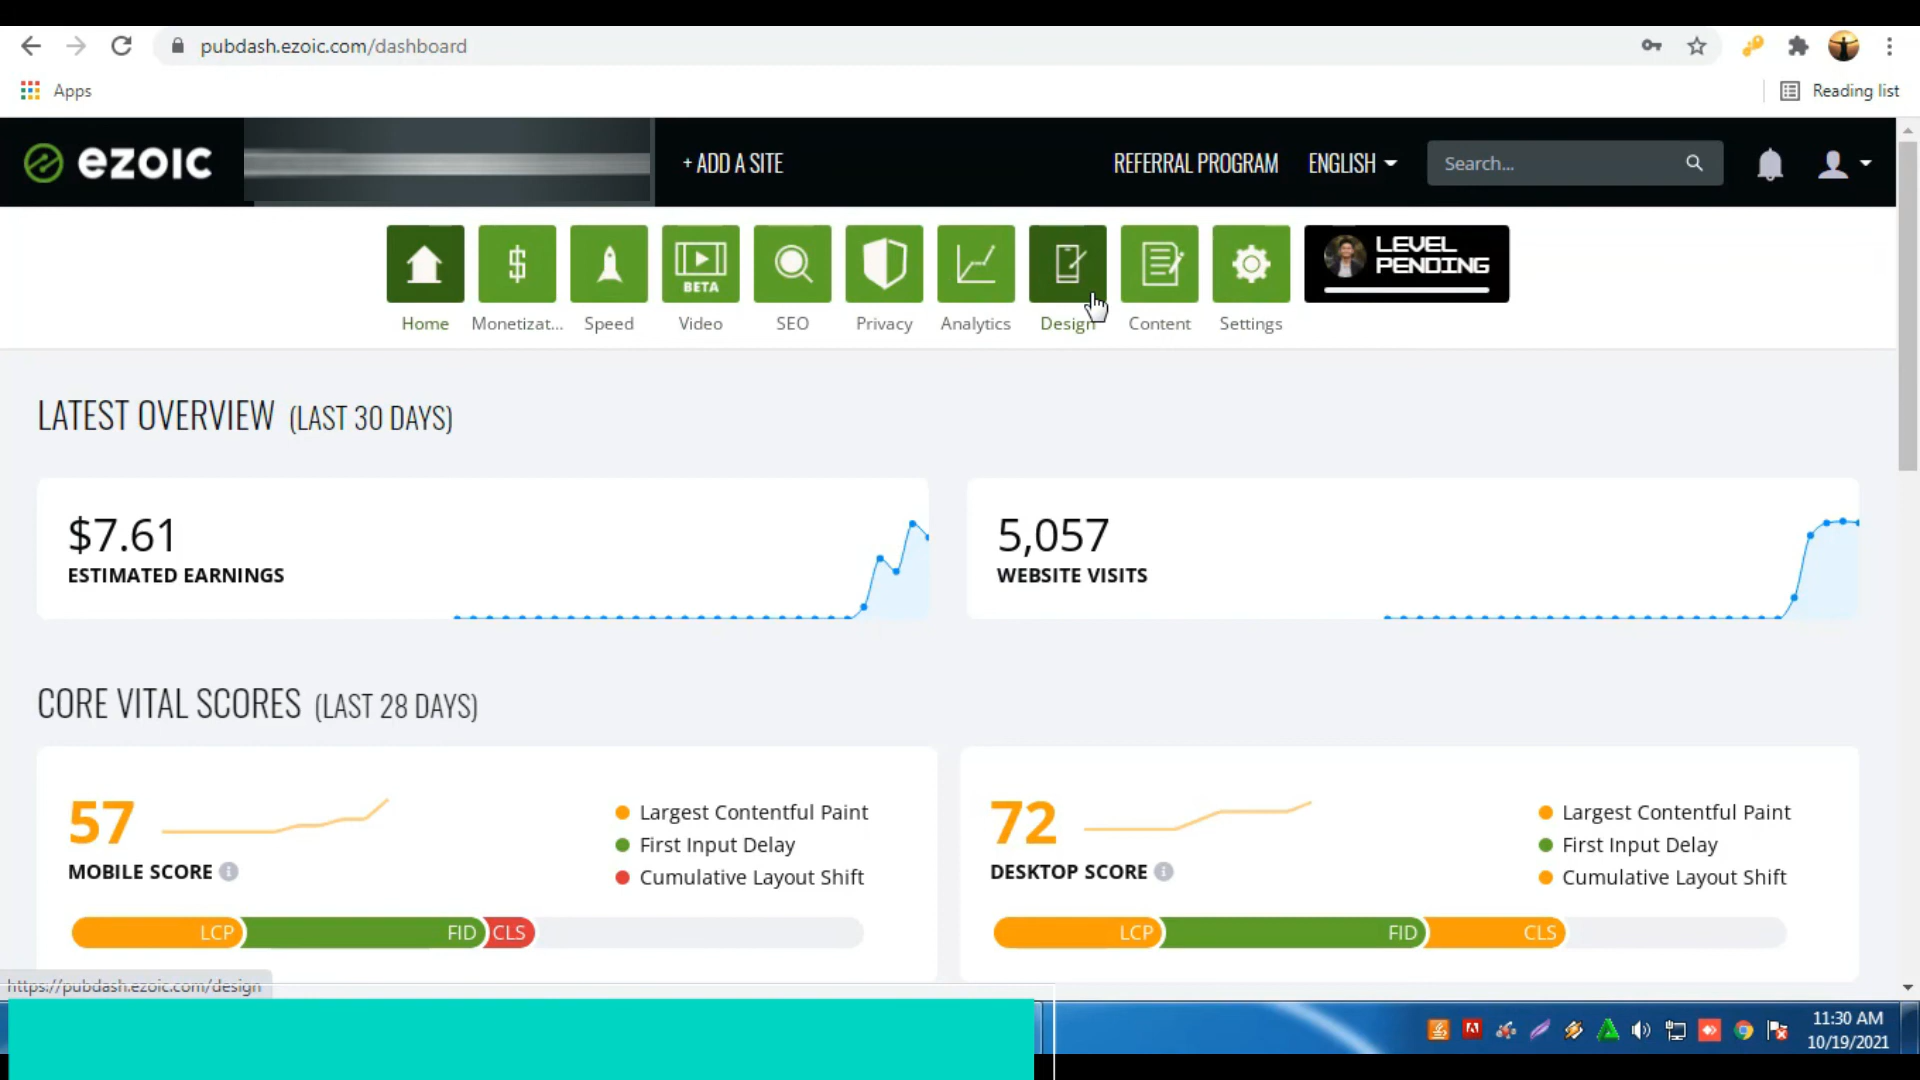 pubdash.ezoic.com/dashboard
Apps
Reading list
ezoic
+ ADD A SITE
REFERRAL PROGRAM
ENGLISH
Search...
BETA
LEVEL
PENDING
Home
Monetizat...
Speed
Video
SEO
Privacy
Analytics
Design
Content
Settings
LATEST OVERVIEW (LAST 30 DAYS)
$7.61
ESTIMATED EARNINGS
5,057
WEBSITE VISITS
CORE VITAL SCORES (LAST 28 DAYS)
57
MOBILE SCORE
Largest Contentful Paint
First Input Delay
Cumulative Layout Shift
LCP FID CLS
72
DESKTOP SCORE
Largest Contentful Paint
First Input Delay
Cumulative Layout Shift
LCP FID CLS
https://pubdash.ezoic.com/design
11:30 AM
10/19/2021